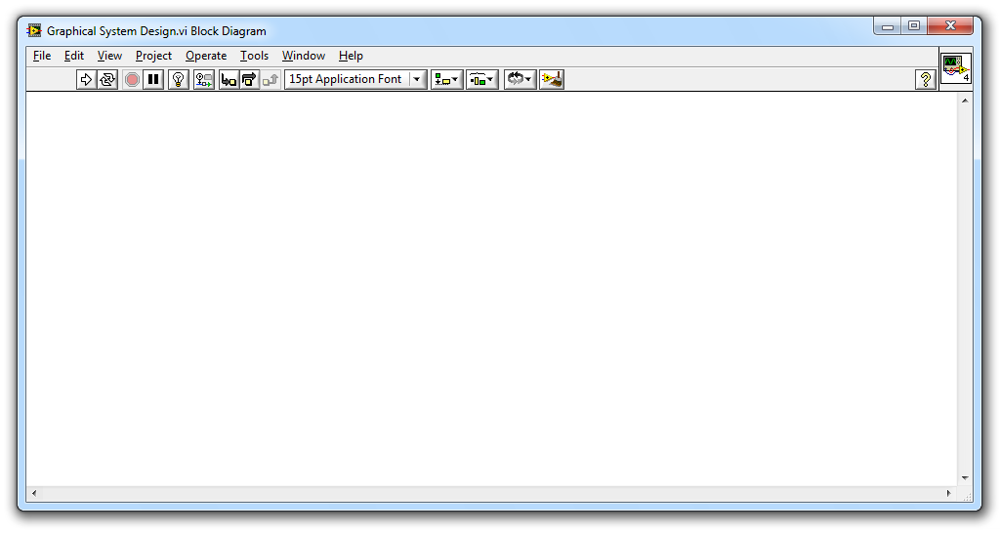 Graphical System Design.vi Block Diagram
File Edit View Project Operate Tools Window Help
15pt Application Font ?
4